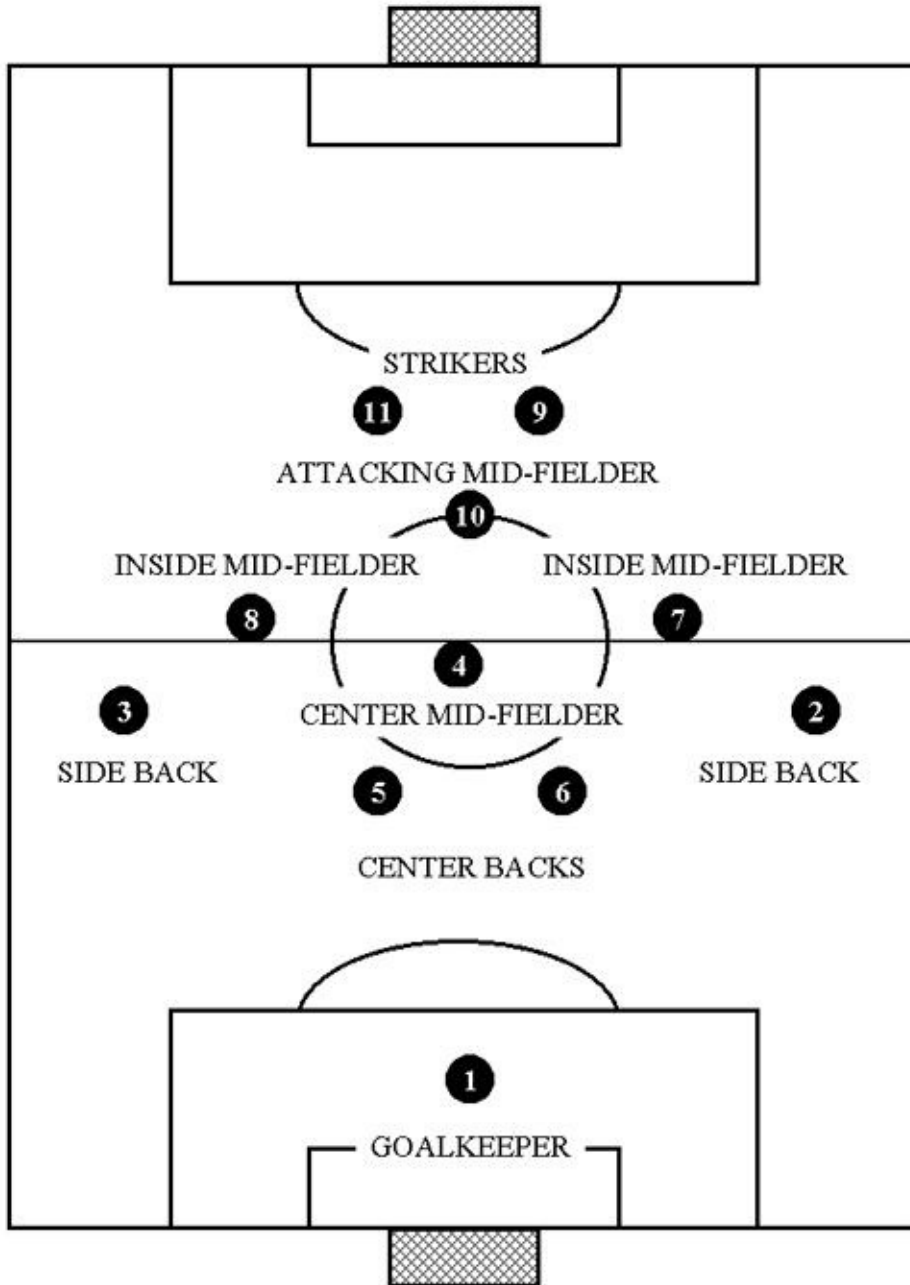 STRIKERS
11 9
ATTACKING MID-FIELDER
10
INSIDE MID-FIELDER INSIDE MID-FIELDER
8 7
4
3 CENTER MID-FIELDER 2
SIDE BACK SIDE BACK
5 6
CENTER BACKS
1
GOALKEEPER